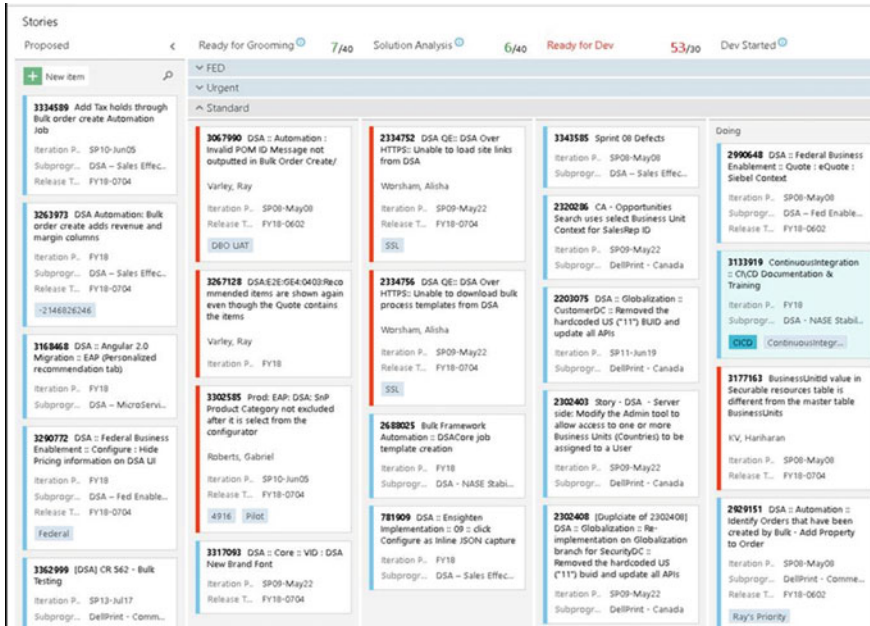 Stories
Proposed
Ready for Grooming 7/40
Solution Analysis 6/40
Ready for Dev 53/30
Dev Started
New item
FED
Urgent
Standard
3334589 Add Tax holds through
Bulk order create Automation
Job
Iteration P... SP10-Jun05
Subprogr... DSA – Sales Effec...
Release T... FY18-0704
3263973 DSA Automation: Bulk
order create adds revenue and
margin columns
Iteration P... FY18
Subprogr... DSA – Sales Effec...
Release T... FY18-0704
-2146826246
3168468 DSA :: Angular 2.0
Migration :: EAP (Personalized
recommendation tab)
Iteration P... FY18
Subprogr... DSA – MicroServi...
3290772 DSA :: Federal Business
Enablement :: Configure : Hide
Pricing information on DSA UI
Iteration P... FY18
Subprogr... DSA – Fed Enable...
Release T... FY18-0704
Federal
3362999 [DSA] CR 562 - Bulk
Testing
Iteration P... SP13-Jul17
Subprogr... DellPrint - Comm...
3067990 DSA :: Automation :
Invalid POM ID Message not
outputted in Bulk Order Create/
Varley, Ray
Iteration P... SP08-May08
Release T... FY18-0602
DBO UAT
3267128 DSA:E2E:GE4:0403:Reco
mmended items are shown again
even though the Quote contains
the items
Varley, Ray
Iteration P... FY18
3302585 Prod: EAP: DSA: SnP
Product Category not excluded
after it is select from the
configurator
Roberts, Gabriel
Iteration P... SP10-Jun05
Release T... FY18-0704
4916 Pilot
3317093 DSA :: Core :: VID : DSA
New Brand Font
Iteration P... SP09-May22
Release T... FY18-0704
2334752 DSA QE:: DSA Over
HTTPS:: Unable to load site links
from DSA
Worsham, Alisha
Iteration P... SP09-May22
Release T... FY18-0704
SSL
2334756 DSA QE:: DSA Over
HTTPS:: Unable to download bulk
process templates from DSA
Worsham, Alisha
Iteration P... SP09-May22
Release T... FY18-0704
SSL
2688025 Bulk Framework
Automation :: DSACore job
template creation
Iteration P... FY18
Subprogr... DSA - NASE Stabi...
781909 DSA :: Ensighten
Implementation :: 09 :: click
Configure as Inline JSON capture
Iteration P... FY18
Subprogr... DSA – Sales Effec...
3343585 Sprint 08 Defects
Iteration P... SP08-May08
Subprogr... DSA – Sales Effec...
2320286 CA - Opportunities
Search uses select Business Unit
Context for SalesRep ID
Iteration P... SP09-May22
Subprogr... DellPrint - Canada
2203075 DSA :: Globalization ::
CustomerDC :: Removed the
hardcoded US ("11") BUID and
update all APIs
Iteration P... SP11-Jun19
Subprogr... DellPrint - Canada
2302403 Story - DSA - Server
side: Modify the Admin tool to
allow access to one or more
Business Units (Countries) to be
assigned to a User
Iteration P... SP09-May22
Subprogr... DellPrint - Canada
2302408 [Duplciate of 2302401]
DSA :: Globalization :: Re-
implementation on Globalization
branch for SecurityDC ::
Removed the hardcoded US
("11") buid and update all APIs
Iteration P... SP09-May22
Subprogr... DellPrint - Canada
Doing
2990648 DSA :: Federal Business
Enablement :: Quote : eQuote :
Siebel Context
Iteration P... SP08-May08
Subprogr... DSA – Fed Enable...
Release T... FY18-0602
3133919 ContinuousIntegration
:: CI\CD Documentation &
Training
Iteration P... FY18
Subprogr... DSA - NASE Stabil...
CICD ContinuousIntegr...
3177163 BusinessUnitId value in
Securable resources table is
different from the master table
BusinessUnits
KV, Hariharan
Iteration P... SP08-May08
Release T... FY18-0704
2929151 DSA :: Automation ::
Identify Orders that have been
created by Bulk - Add Property
to Order
Iteration P... SP08-May08
Subprogr... DellPrint - Comme...
Release T... FY18-0602
Ray's Priority